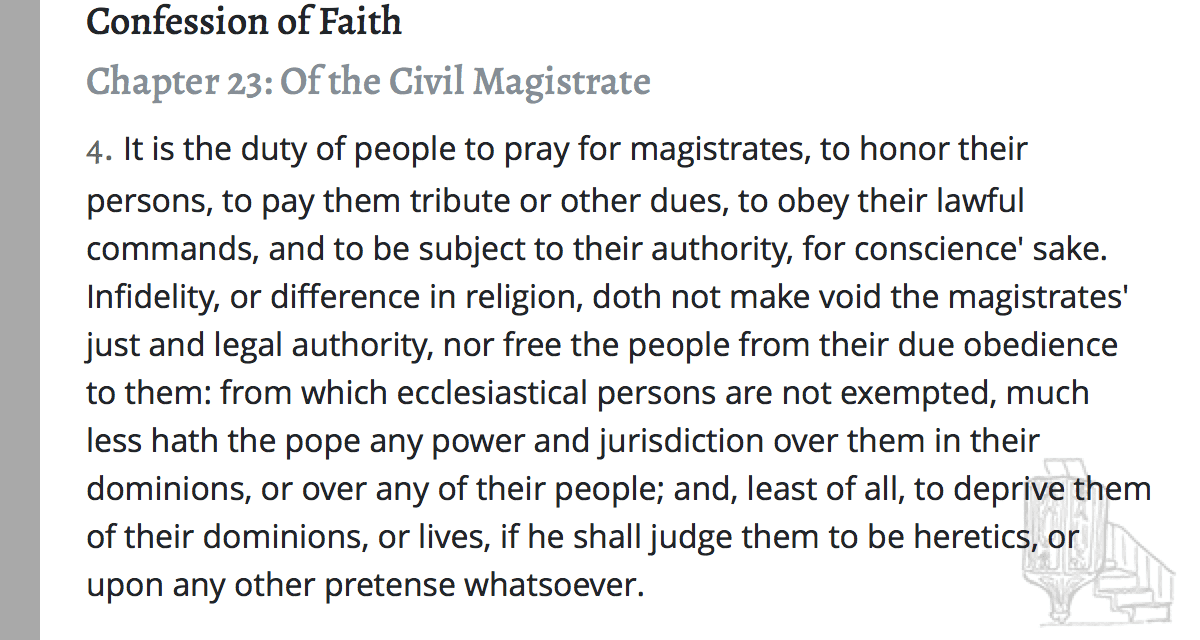 Confession of Faith
Chapter 23: Of the Civil Magistrate
4. It is the duty of people to pray for magistrates, to honor their
persons, to pay them tribute or other dues, to obey their lawful
commands, and to be subject to their authority, for conscience' sake.
Infidelity, or difference in religion, doth not make void the magistrates'
just and legal authority, nor free the people from their due obedience
to them: from which ecclesiastical persons are not exempted, much
less hath the pope any power and jurisdiction over them in their
dominions, or over any of their people; and, least of all, to deprive them
of their dominions, or lives, if he shall judge them to be heretics, or
upon any other pretense whatsoever.